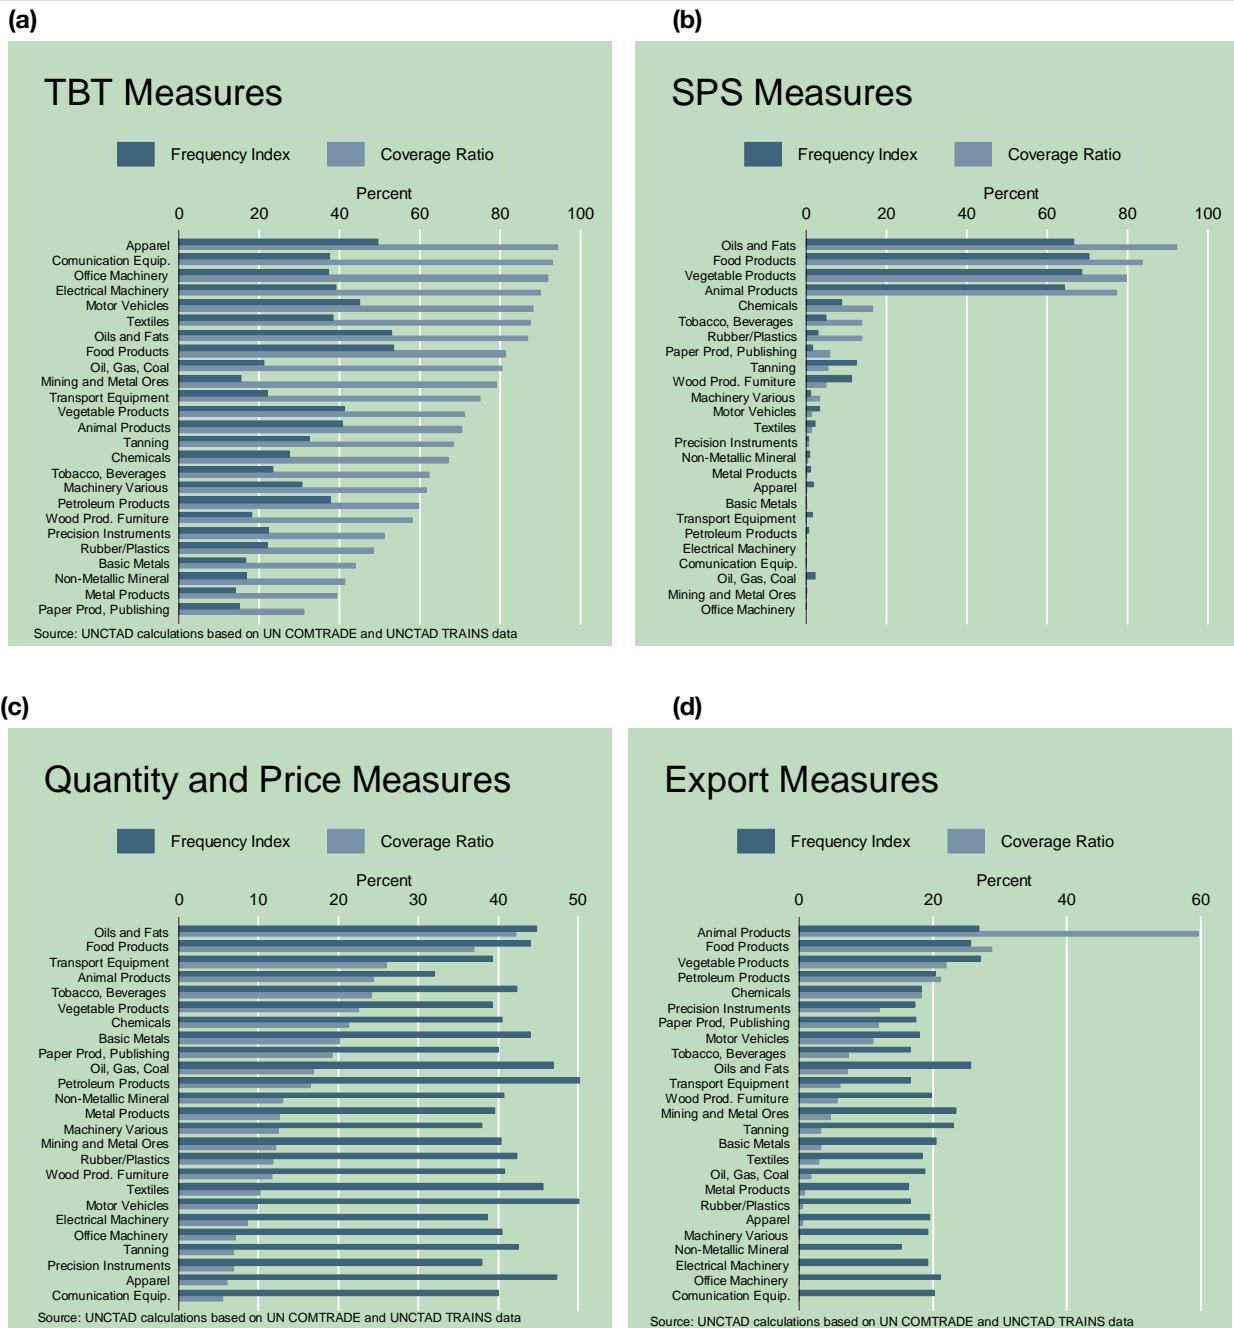 (a)
TBT Measures
Frequency Index
Coverage Ratio
Percent
0 20 40 60 80 100
Apparel
Comunication Equip.
Office Machinery
Electrical Machinery
Motor Vehicles
Textiles
Oils and Fats
Food Products
Oil, Gas, Coal
Mining and Metal Ores
Transport Equipment
Vegetable Products
Animal Products
Tanning
Chemicals
Tobacco, Beverages
Machinery Various
Petroleum Products
Wood Prod. Furniture
Precision Instruments
Rubber/Plastics
Basic Metals
Non-Metallic Mineral
Metal Products
Paper Prod, Publishing
Source: UNCTAD calculations based on UN COMTRADE and UNCTAD TRAINS data
(b)
SPS Measures
Frequency Index
Coverage Ratio
Percent
0 20 40 60 80 100
Oils and Fats
Food Products
Vegetable Products
Animal Products
Chemicals
Tobacco, Beverages
Rubber/Plastics
Paper Prod, Publishing
Tanning
Wood Prod. Furniture
Machinery Various
Motor Vehicles
Textiles
Precision Instruments
Non-Metallic Mineral
Metal Products
Apparel
Basic Metals
Transport Equipment
Petroleum Products
Electrical Machinery
Comunication Equip.
Oil, Gas, Coal
Mining and Metal Ores
Office Machinery
(c)
Quantity and Price Measures
Frequency Index
Coverage Ratio
Percent
0 10 20 30 40 50
Oils and Fats
Food Products
Transport Equipment
Animal Products
Tobacco, Beverages
Vegetable Products
Chemicals
Basic Metals
Paper Prod, Publishing
Oil, Gas, Coal
Petroleum Products
Non-Metallic Mineral
Metal Products
Machinery Various
Mining and Metal Ores
Rubber/Plastics
Wood Prod. Furniture
Textiles
Motor Vehicles
Electrical Machinery
Office Machinery
Tanning
Precision Instruments
Apparel
Comunication Equip.
Source: UNCTAD calculations based on UN COMTRADE and UNCTAD TRAINS data
(d)
Export Measures
Frequency Index
Coverage Ratio
Percent
0 20 40 60
Animal Products
Food Products
Vegetable Products
Petroleum Products
Chemicals
Precision Instruments
Paper Prod, Publishing
Motor Vehicles
Tobacco, Beverages
Oils and Fats
Transport Equipment
Wood Prod. Furniture
Mining and Metal Ores
Tanning
Basic Metals
Textiles
Oil, Gas, Coal
Metal Products
Rubber/Plastics
Apparel
Machinery Various
Non-Metallic Mineral
Electrical Machinery
Office Machinery
Comunication Equip.
Source: UNCTAD calculations based on UN COMTRADE and UNCTAD TRAINS data